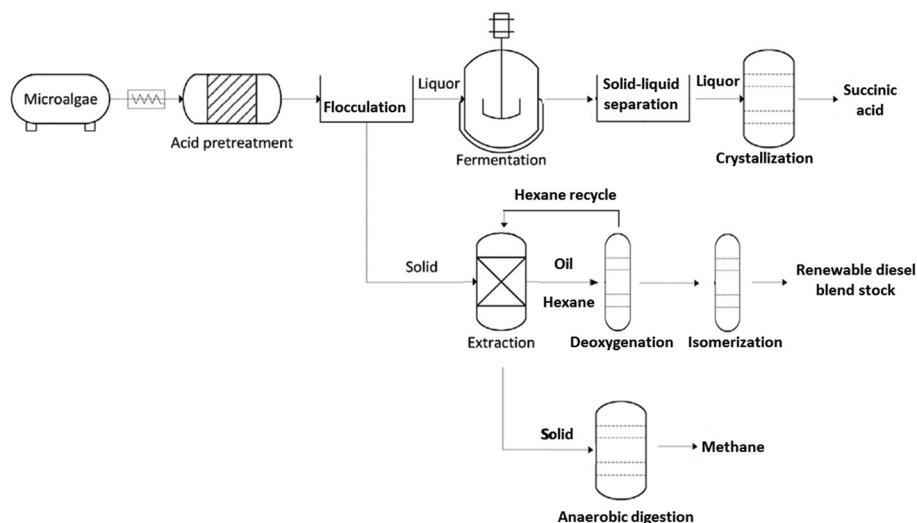 Microalgae
Acid pretreatment
Flocculation
Liquor
Fermentation
Solid-liquid
separation
Liquor
Crystallization
Succinic
acid
Hexane recycle
Solid
Extraction
Oil
Hexane
Deoxygenation
Isomerization
Renewable diesel
blend stock
Solid
Anaerobic digestion
Methane